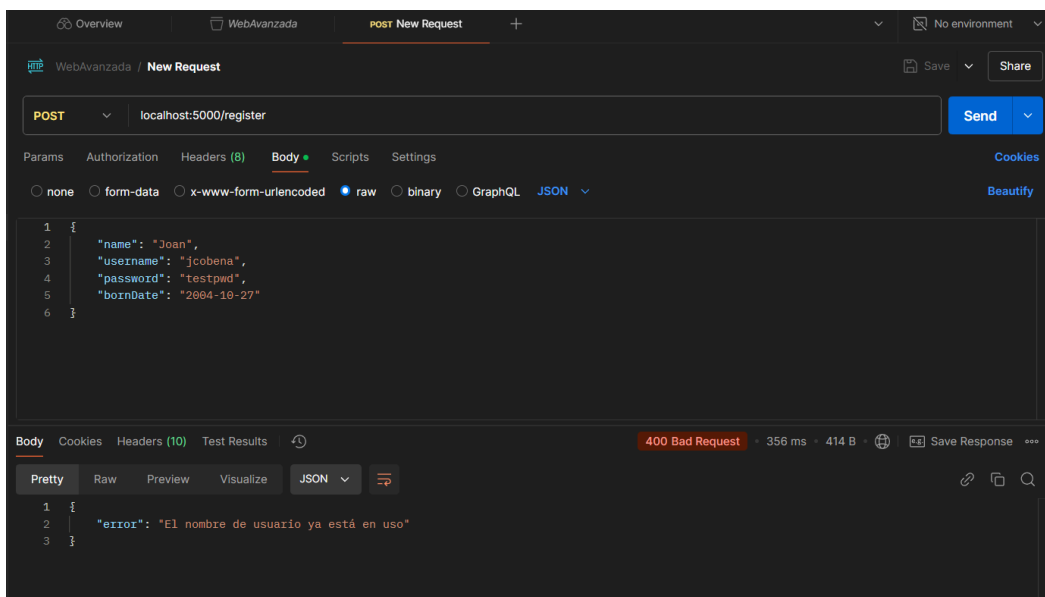 Overview WebAvanzada POST New Request + No environment
HTTP WebAvanzada / New Request Save Share
POST localhost:5000/register Send
Params Authorization Headers (8) Body Scripts Settings Cookies
none form-data x-www-form-urlencoded raw binary GraphQL JSON Beautify
1 {
2 "name": "Joan",
3 "username": "jcobena",
4 "password": "testpwd",
5 "bornDate": "2004-10-27"
6 }
Body Cookies Headers (10) Test Results 400 Bad Request 356 ms 414 B e.g. Save Response
Pretty Raw Preview Visualize JSON
1 {
2 "error": "El nombre de usuario ya está en uso"
3 }